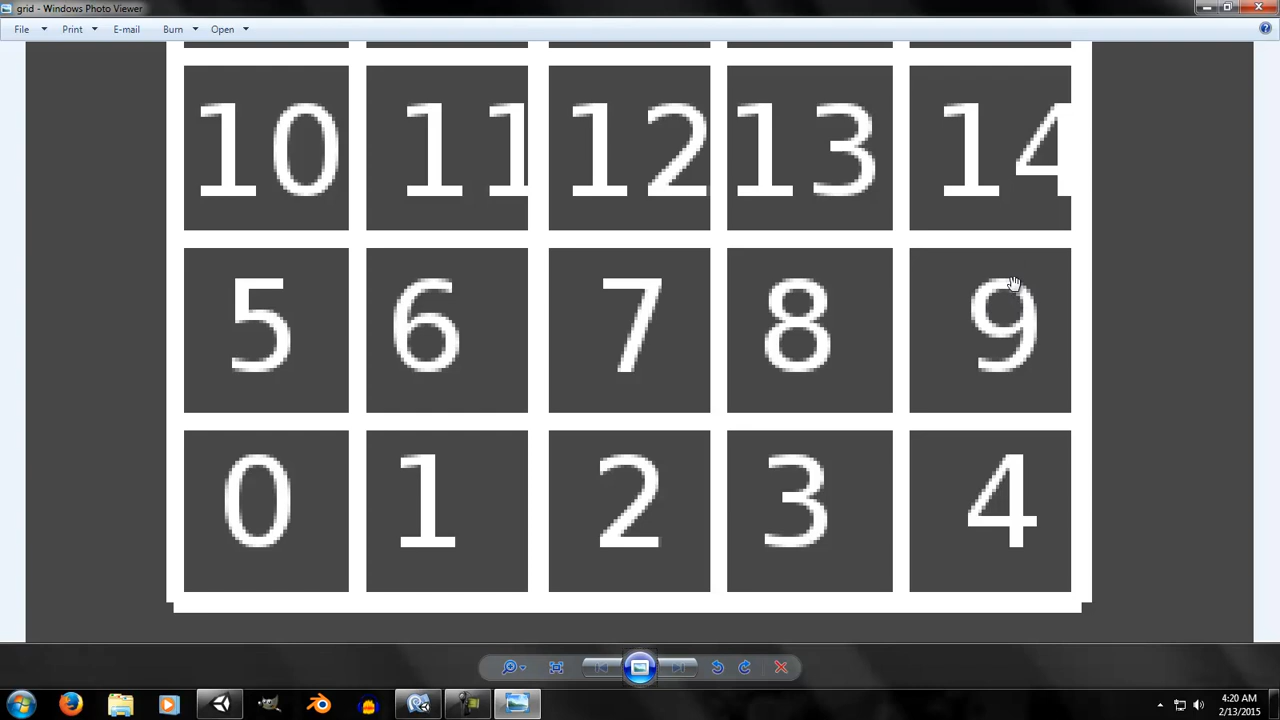 grid - Windows Photo Viewer
File Print E-mail Burn Open
10 11 12 13 14
5 6 7 8 9
0 1 2 3 4
4:20 AM
2/13/2015